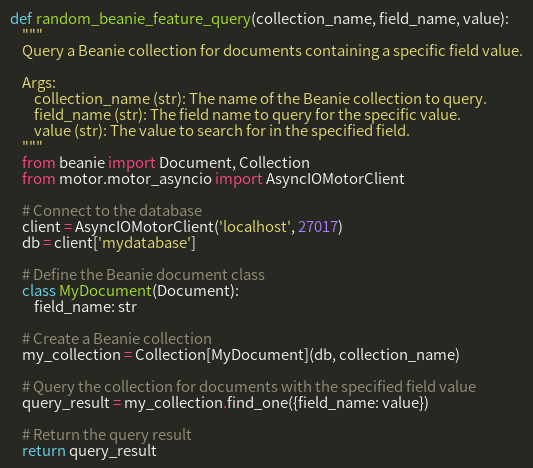 def random_beanie_feature_query(collection_name, field_name, value):
"""
Query a Beanie collection for documents containing a specific field value.
Args:
collection_name (str): The name of the Beanie collection to query.
field_name (str): The field name to query for the specific value.
value (str): The value to search for in the specified field.
"""
from beanie import Document, Collection
from motor.motor_asyncio import AsyncIOMotorClient
# Connect to the database
client = AsyncIOMotorClient('localhost', 27017)
db = client['mydatabase']
# Define the Beanie document class
class MyDocument(Document):
field_name: str
# Create a Beanie collection
my_collection = Collection[MyDocument](db, collection_name)
# Query the collection for documents with the specified field value
query_result = my_collection.find_one({field_name: value})
# Return the query result
return query_result